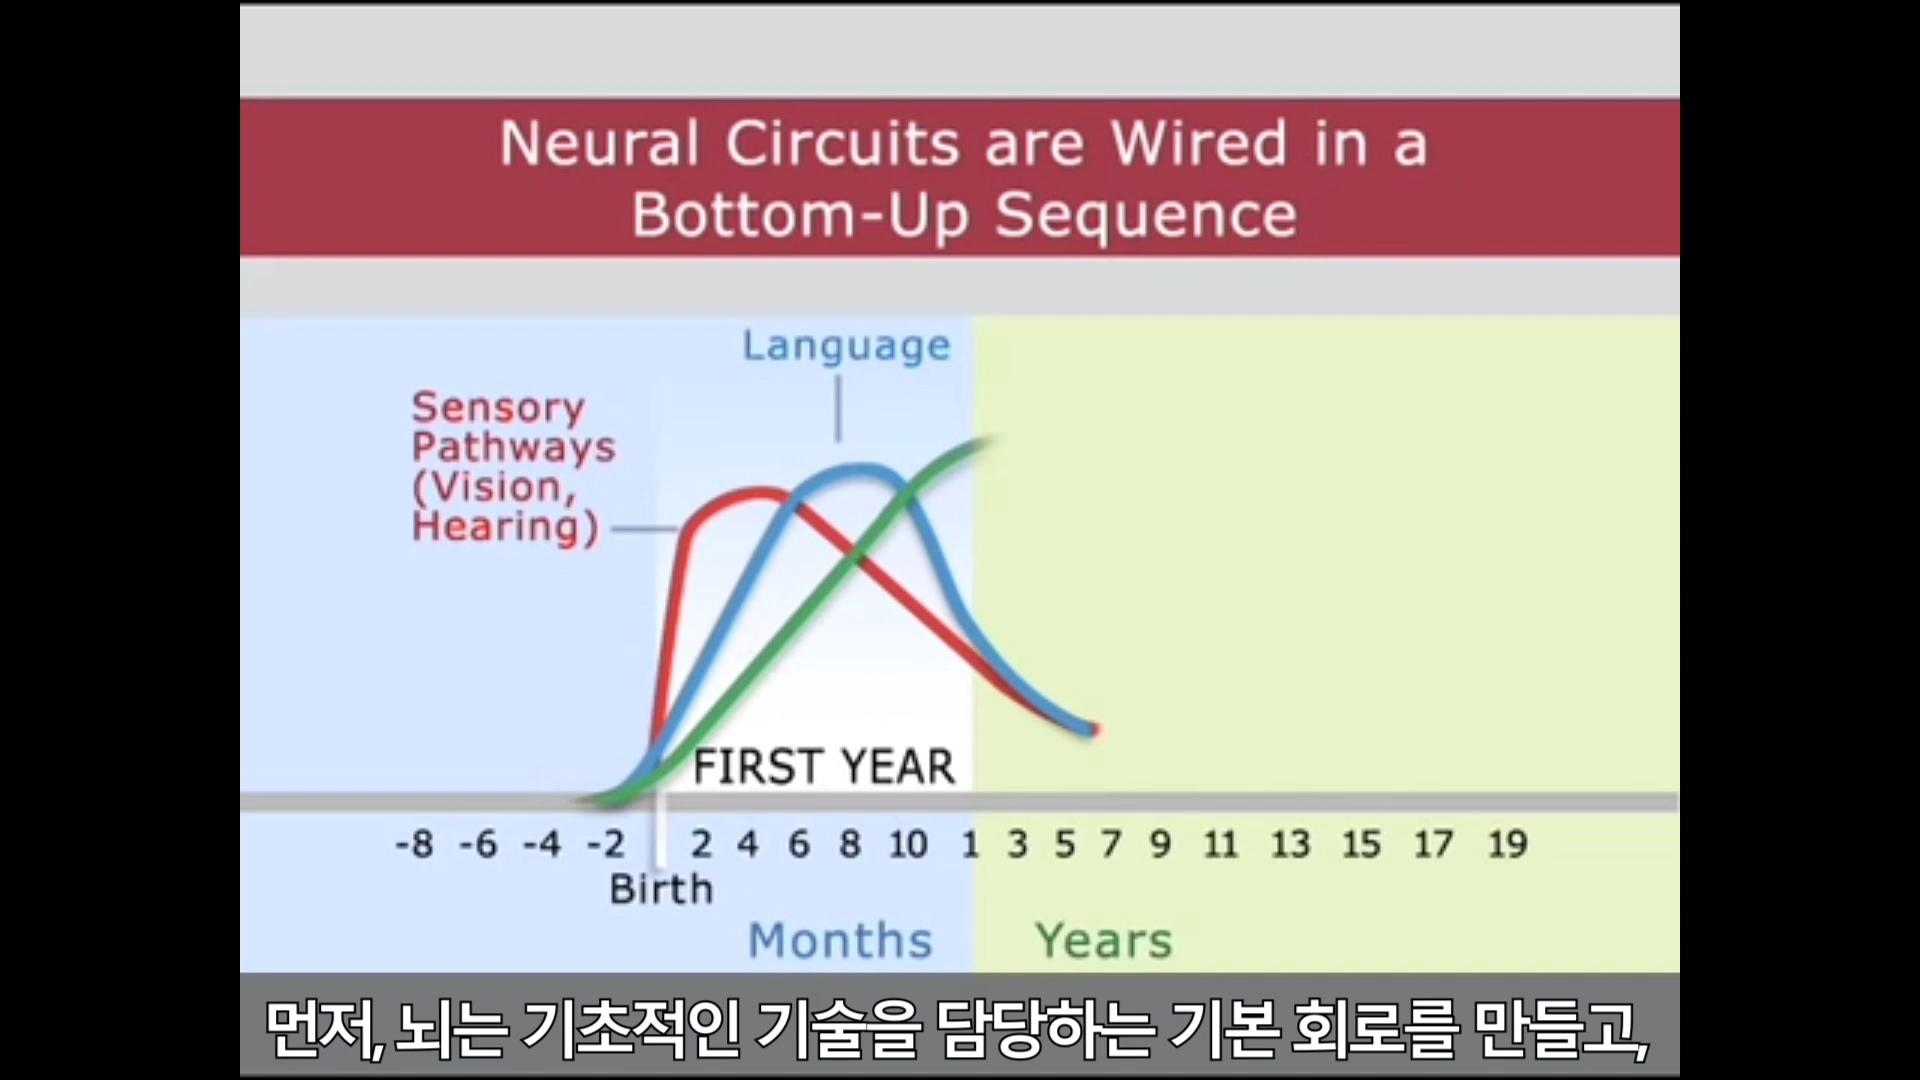 Neural Circuits are Wired in a
Bottom-Up Sequence
Language
Sensory
Pathways
(Vision,
Hearing)
FIRST YEAR
-8 -6 -4 -2 2 4 6 8 10 1 3 5 7 9 11 13 15 17 19
Birth
Months Years
먼저, 뇌는 기초적인 기술을 담당하는 기본 회로를 만들고,